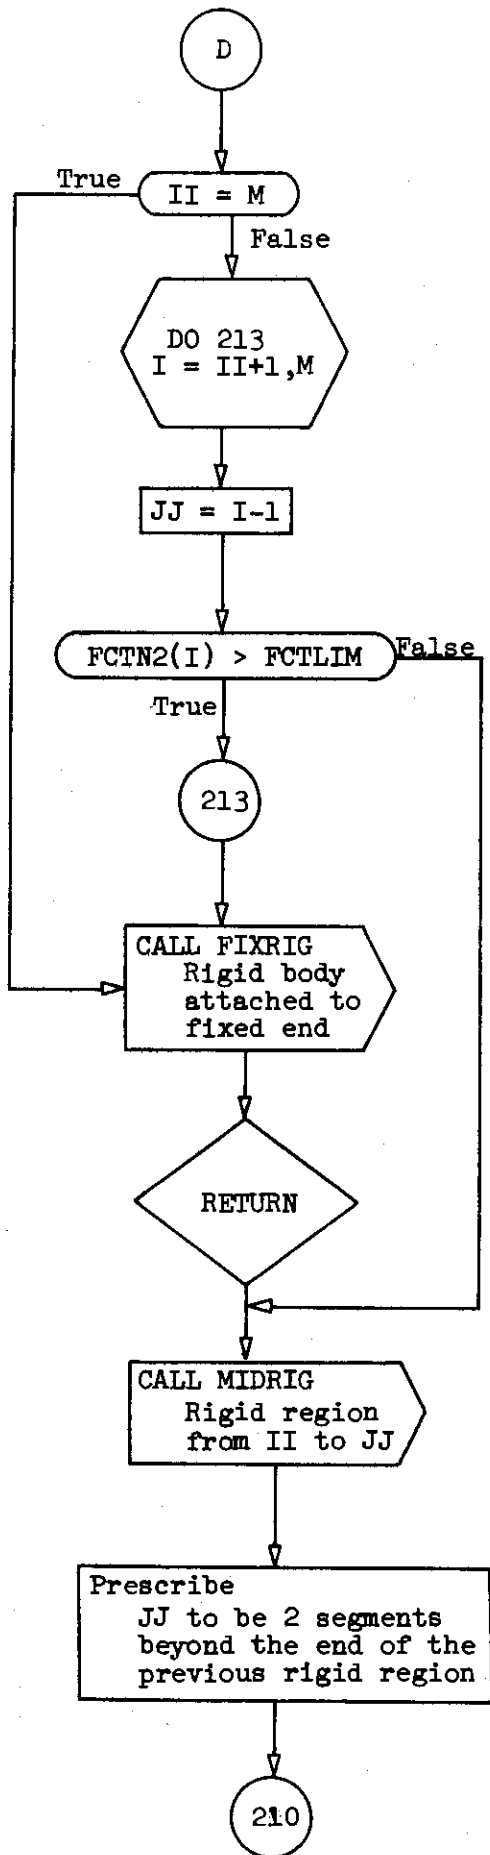 D
True
II = M
False
DO 213
I = II+1,M
JJ = I-1
FCTN2(I) > FCTLIM
False
True
213
CALL FIXRIG
Rigid body
attached to
fixed end
RETURN
CALL MIDRIG
Rigid region
from II to JJ
Prescribe
JJ to be 2 segments
beyond the end of the
previous rigid region
210